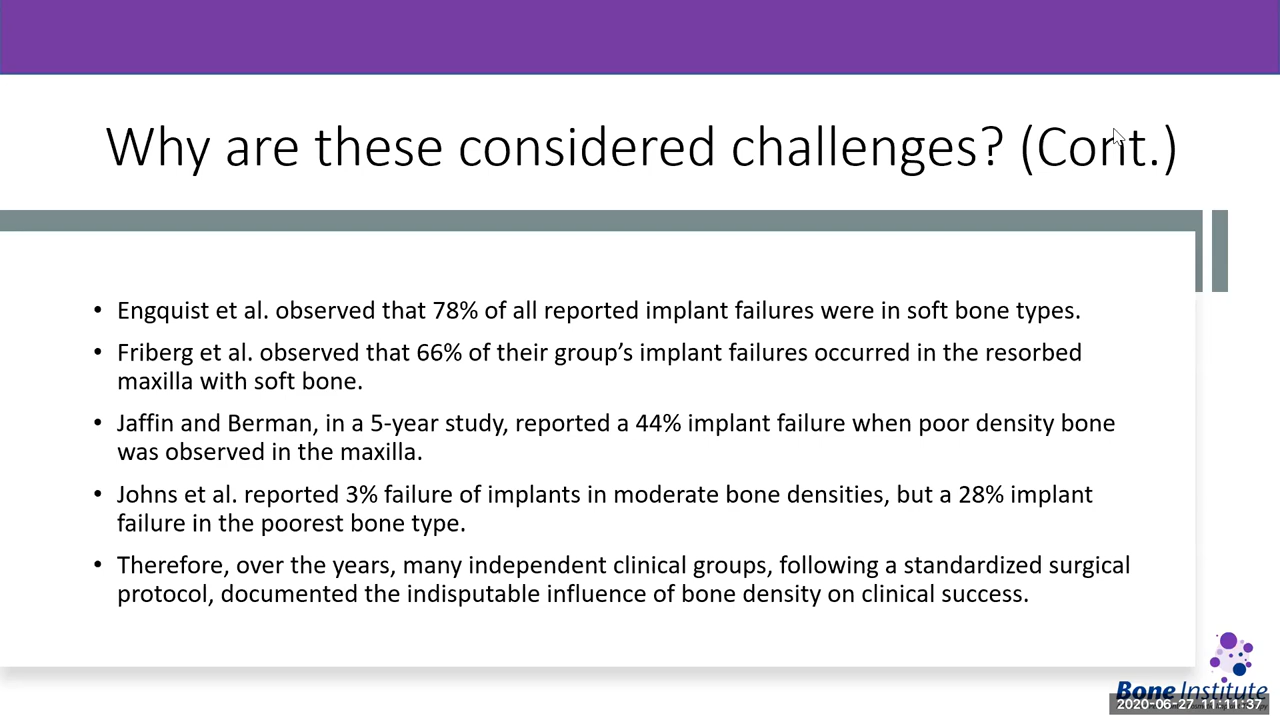 Why are these considered challenges? (Cont.)
• Engquist et al. observed that 78% of all reported implant failures were in soft bone types.
• Friberg et al. observed that 66% of their group’s implant failures occurred in the resorbed
maxilla with soft bone.
• Jaffin and Berman, in a 5-year study, reported a 44% implant failure when poor density bone
was observed in the maxilla.
• Johns et al. reported 3% failure of implants in moderate bone densities, but a 28% implant
failure in the poorest bone type.
• Therefore, over the years, many independent clinical groups, following a standardized surgical
protocol, documented the indisputable influence of bone density on clinical success.
Bone Institute
2020-06-27 11:11:37